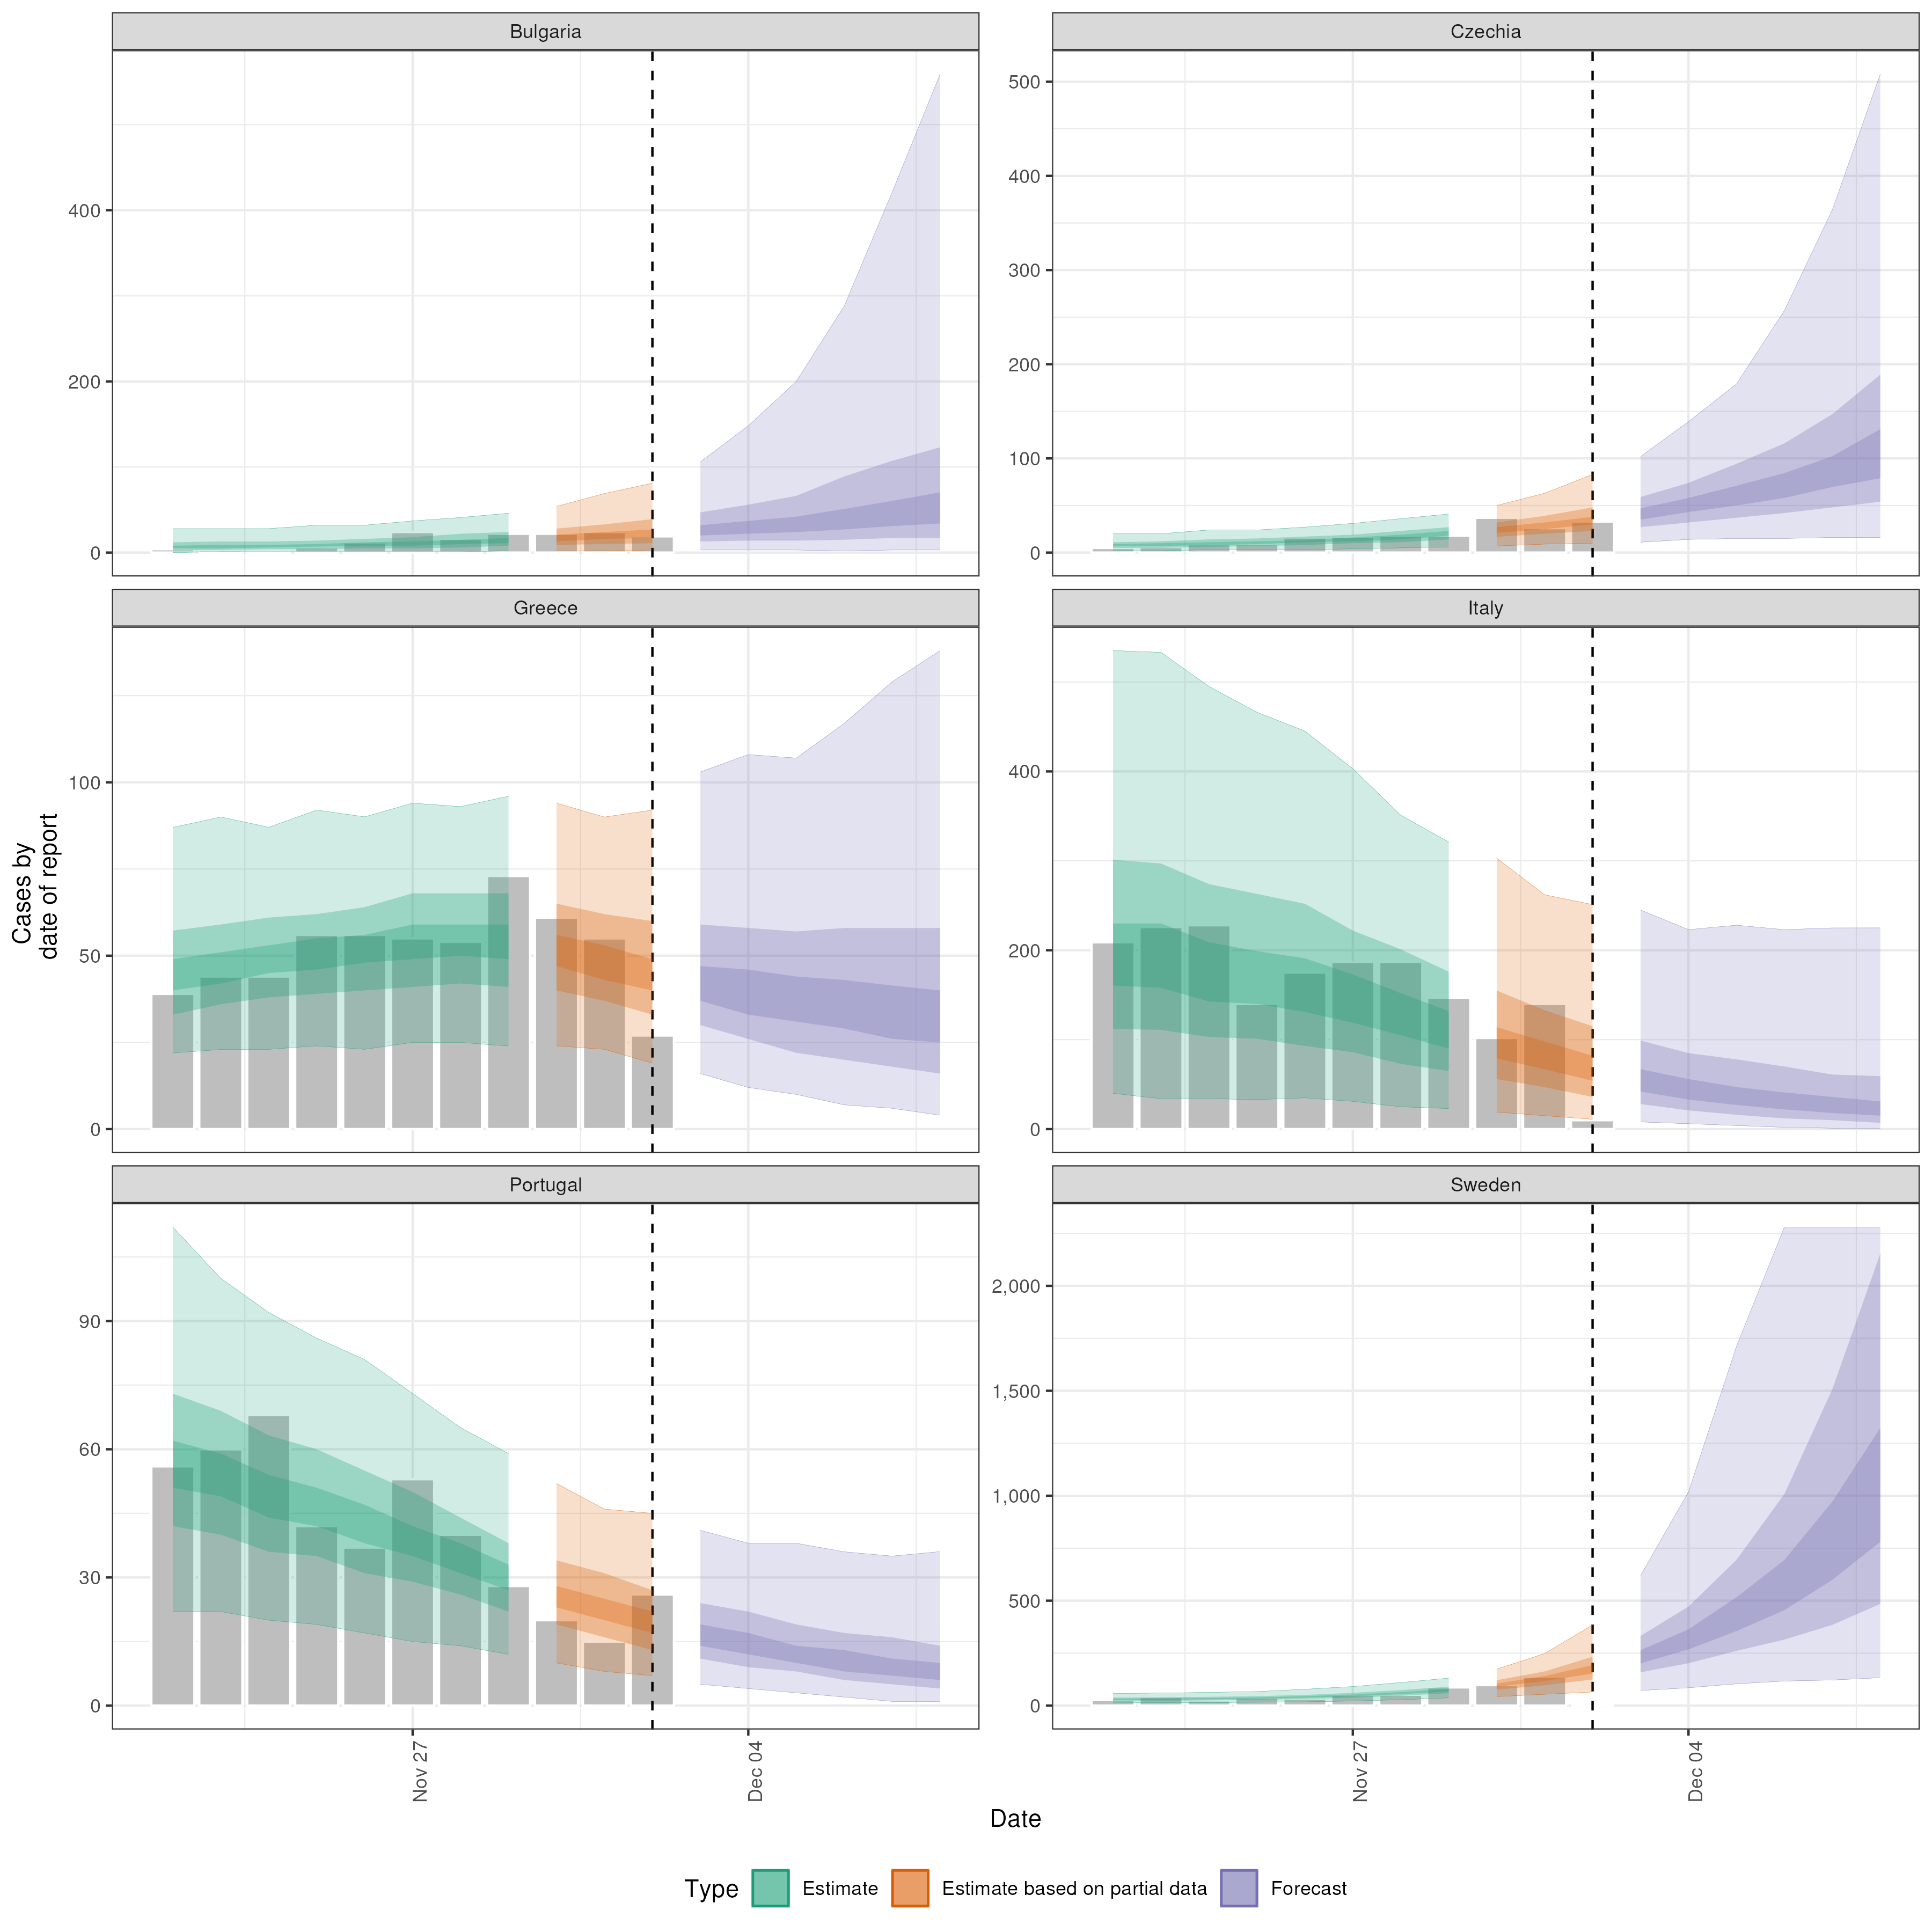 Bulgaria
Czechia
400
200
0
500
400
300
200
100
0
Greece
Italy
Cases by
date of report
100
50
0
400
200
0
Portugal
Sweden
90
60
30
0
2,000
1,500
1,000
500
0
Nov 27
Dec 04
Nov 27
Dec 04
Date
Type
Estimate
Estimate based on partial data
Forecast